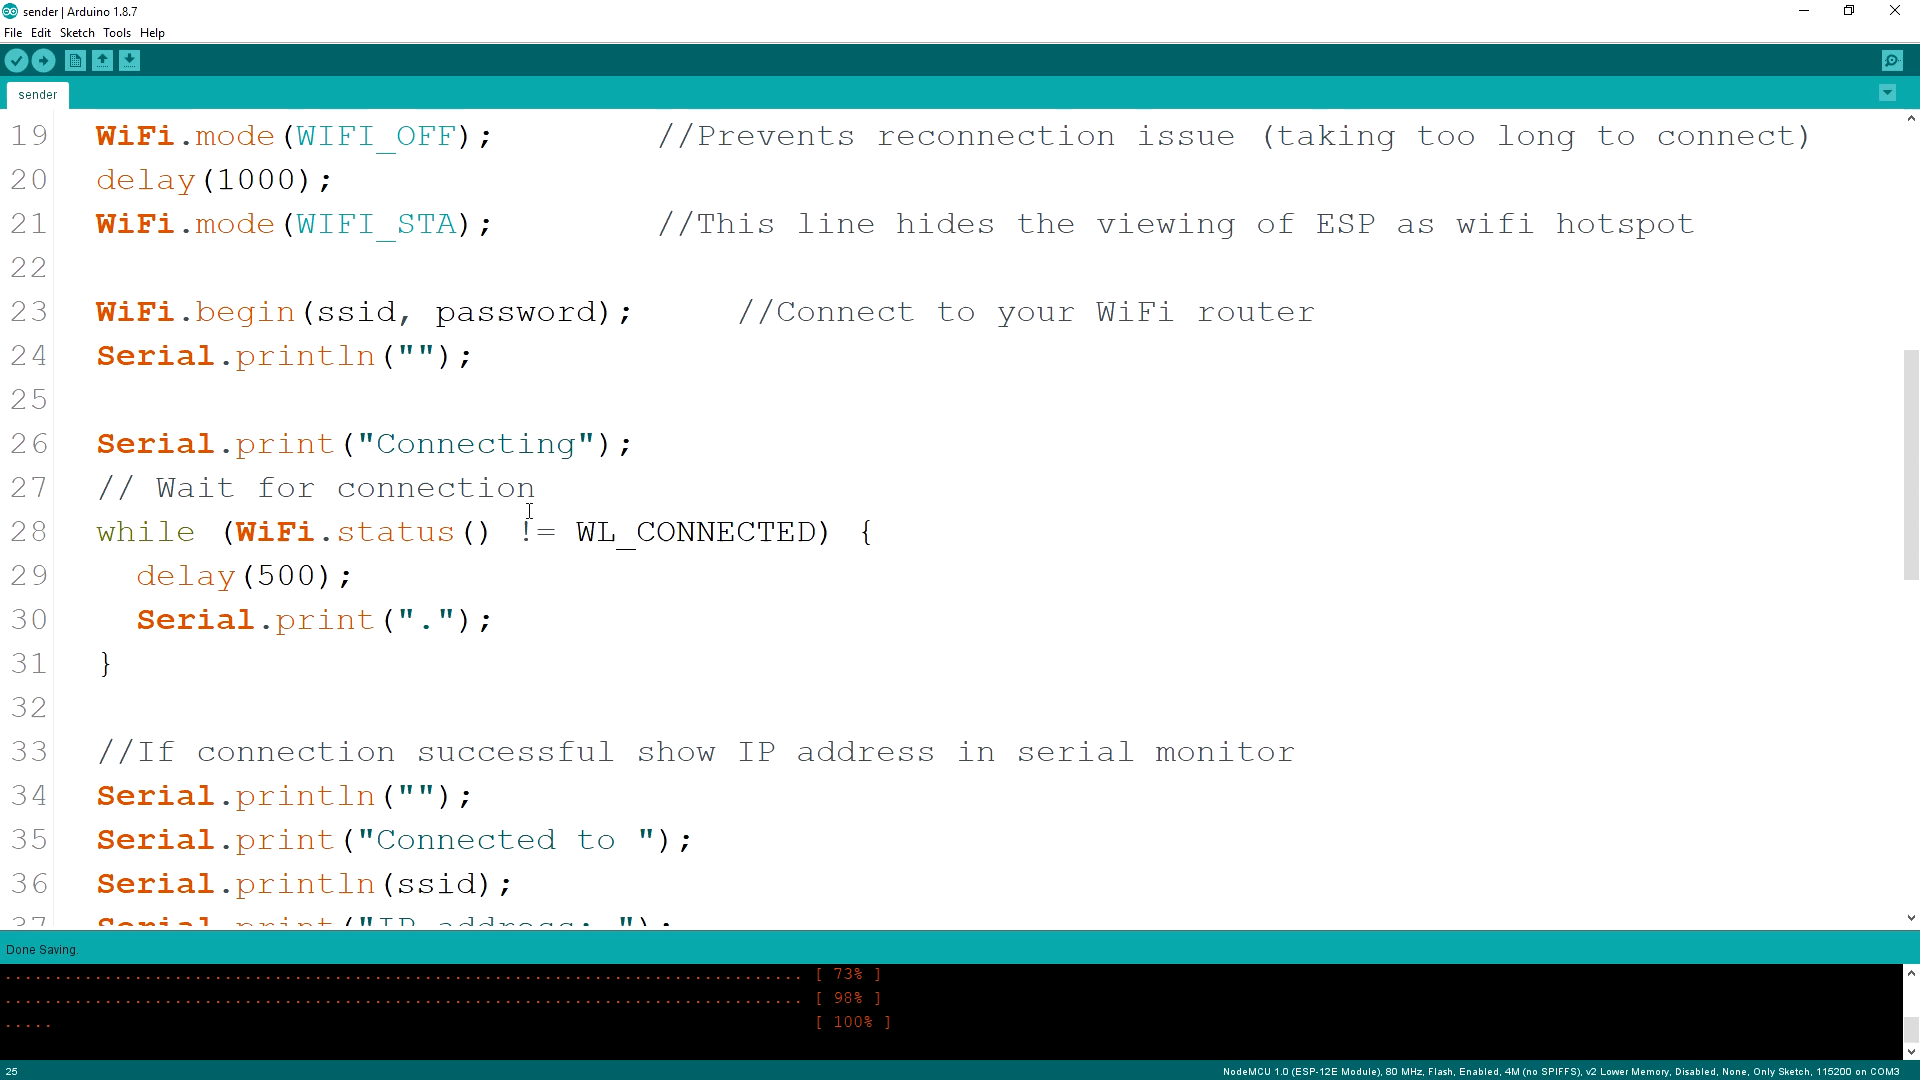 sender | Arduino 1.8.7
File Edit Sketch Tools Help
sender
19 WiFi.mode(WIFI_OFF); //Prevents reconnection issue (taking too long to connect)
20 delay(1000);
21 WiFi.mode(WIFI_STA); //This line hides the viewing of ESP as wifi hotspot
22
23 WiFi.begin(ssid, password); //Connect to your WiFi router
24 Serial.println("");
25
26 Serial.print("Connecting");
27 // Wait for connection
28 while (WiFi.status() != WL_CONNECTED) {
29 delay(500);
30 Serial.print(".");
31 }
32
33 //If connection successful show IP address in serial monitor
34 Serial.println("");
35 Serial.print("Connected to ");
36 Serial.println(ssid);
37 Serial.print("IP address: ");
Done Saving.
................................................................................ [ 73% ]
................................................................................ [ 98% ]
..... [ 100% ]
25 NodeMCU 1.0 (ESP-12E Module), 80 MHz, Flash, Enabled, 4M (no SPIFFS), v2 Lower Memory, Disabled, None, Only Sketch, 115200 on COM3